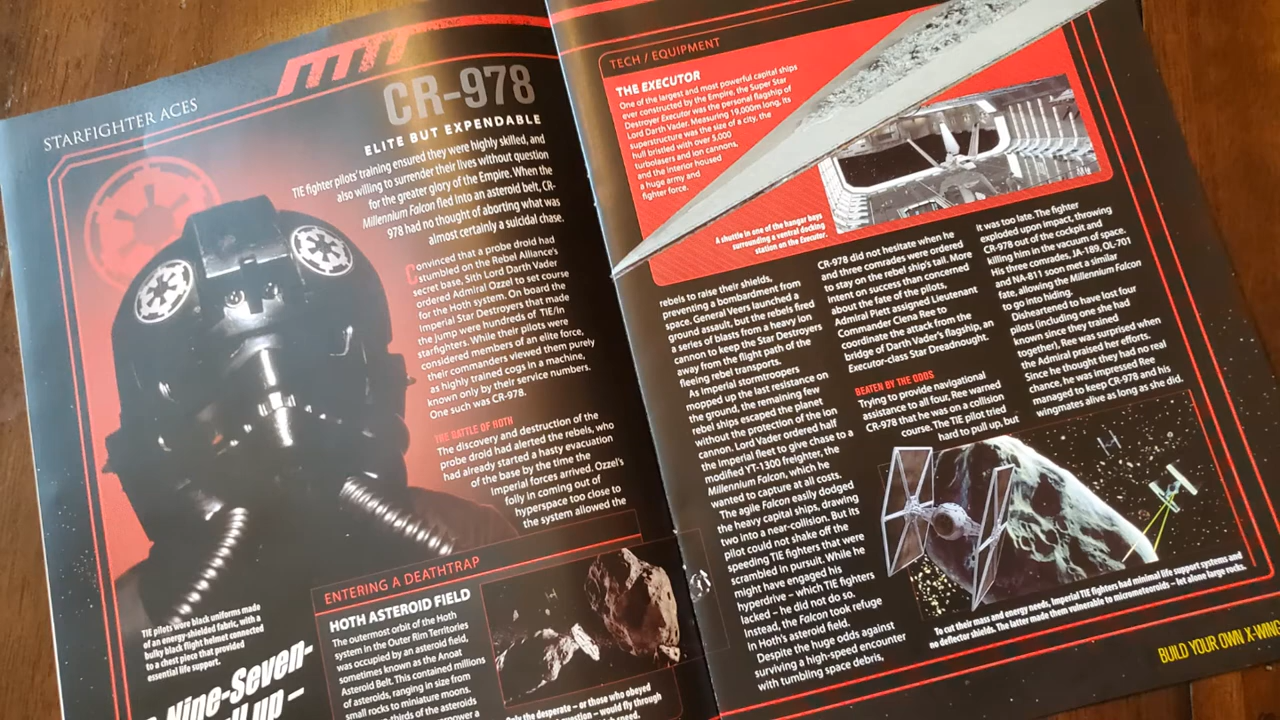 STARFIGHTER ACES
CR-978
ELITE BUT EXPENDABLE
TIE fighter pilots' training ensured they were highly skilled, and
also willing to surrender their lives without question
for the greater glory of the Empire. When the
Millennium Falcon fled into an asteroid belt, CR-
978 had no thought of aborting what was
almost certainly a suicidal chase.
Convinced that a probe droid had
stumbled on the Rebel Alliance's
secret base, Sith Lord Darth Vader
ordered Admiral Ozzel to set course
for the Hoth system. On board the
Imperial Star Destroyers that made
the jump were hundreds of TIE/ln
starfighters. While their pilots were
considered members of an elite force,
their commanders viewed them purely
as highly trained cogs in a machine,
known only by their service numbers.
One such was CR-978.
THE BATTLE OF HOTH
The discovery and destruction of the
probe droid had alerted the rebels, who
had already started a hasty evacuation
of the base by the time the
Imperial forces arrived. Ozzel's
folly in coming out of
hyperspace too close to
the system allowed the
TIE pilots wore black uniforms made
of an energy-shielded fabric, with a
bulky black flight helmet connected
to a chest piece that provided
essential life support.
Nine-Seven-
up –
ENTERING A DEATHTRAP
HOTH ASTEROID FIELD
The outermost orbit of the Hoth
system in the Outer Rim Territories
was occupied by an asteroid field,
sometimes known as the Anoat
Asteroid Belt. This contained millions
of asteroids, ranging in size from
small rocks to miniature moons.
thirds of the asteroids
Only the desperate – or those who obeyed
question – would fly through
speed.
TECH / EQUIPMENT
THE EXECUTOR
One of the largest and most powerful capital ships
ever constructed by the Empire, the Super Star
Destroyer Executor was the personal flagship of
Lord Darth Vader. Measuring 19,000m long, its
superstructure was the size of a city, the
hull bristled with over 5,000
turbolasers and ion cannons,
and the interior housed
a huge army and
fighter force.
A shuttle in one of the hangar bays
surrounding a ventral docking
station on the Executor.
rebels to raise their shields,
preventing a bombardment from
space. General Veers launched a
ground assault, but the rebels fired
a series of blasts from a heavy ion
cannon to keep the Star Destroyers
away from the flight path of the
fleeing rebel transports.
As Imperial stormtroopers
mopped up the last resistance on
the ground, the remaining few
rebel ships escaped the planet
without the protection of the ion
cannon. Lord Vader ordered half
the Imperial fleet to give chase to a
modified YT-1300 freighter, the
Millennium Falcon, which he
wanted to capture at all costs.
The agile Falcon easily dodged
the heavy capital ships, drawing
two into a near-collision. But its
pilot could not shake off the
speeding TIE fighters that were
scrambled in pursuit. While he
might have engaged his
hyperdrive – which TIE fighters
lacked – he did not do so.
Instead, the Falcon took refuge
in Hoth's asteroid field.
Despite the huge odds against
surviving a high-speed encounter
with tumbling space debris,
CR-978 did not hesitate when he
and three comrades were ordered
to stay on the rebel ship's tail. More
intent on success than concerned
about the fate of the pilots,
Admiral Piett assigned Lieutenant
Commander Ciena Ree to
coordinate the attack from the
bridge of Darth Vader's flagship, an
Executor-class Star Dreadnought.
BEATEN BY THE ODDS
Trying to provide navigational
assistance to all four, Ree warned
CR-978 that he was on a collision
course. The TIE pilot tried
hard to pull up, but
it was too late. The fighter
exploded upon impact, throwing
CR-978 out of the cockpit and
killing him in the vacuum of space.
His three comrades, JA-189, OL-701
and NA-811 soon met a similar
fate, allowing the Millennium Falcon
to go into hiding.
Disheartened to have lost four
pilots (including one she had
known since they trained
together), Ree was surprised when
the Admiral praised her efforts.
Since he thought they had no real
chance, he was impressed Ree
managed to keep CR-978 and his
wingmates alive as long as she did.
To cut their mass and energy needs, Imperial TIE fighters had minimal life support systems and
no deflector shields. The latter made them vulnerable to micrometeoroids – let alone large rocks.
BUILD YOUR OWN X-WING